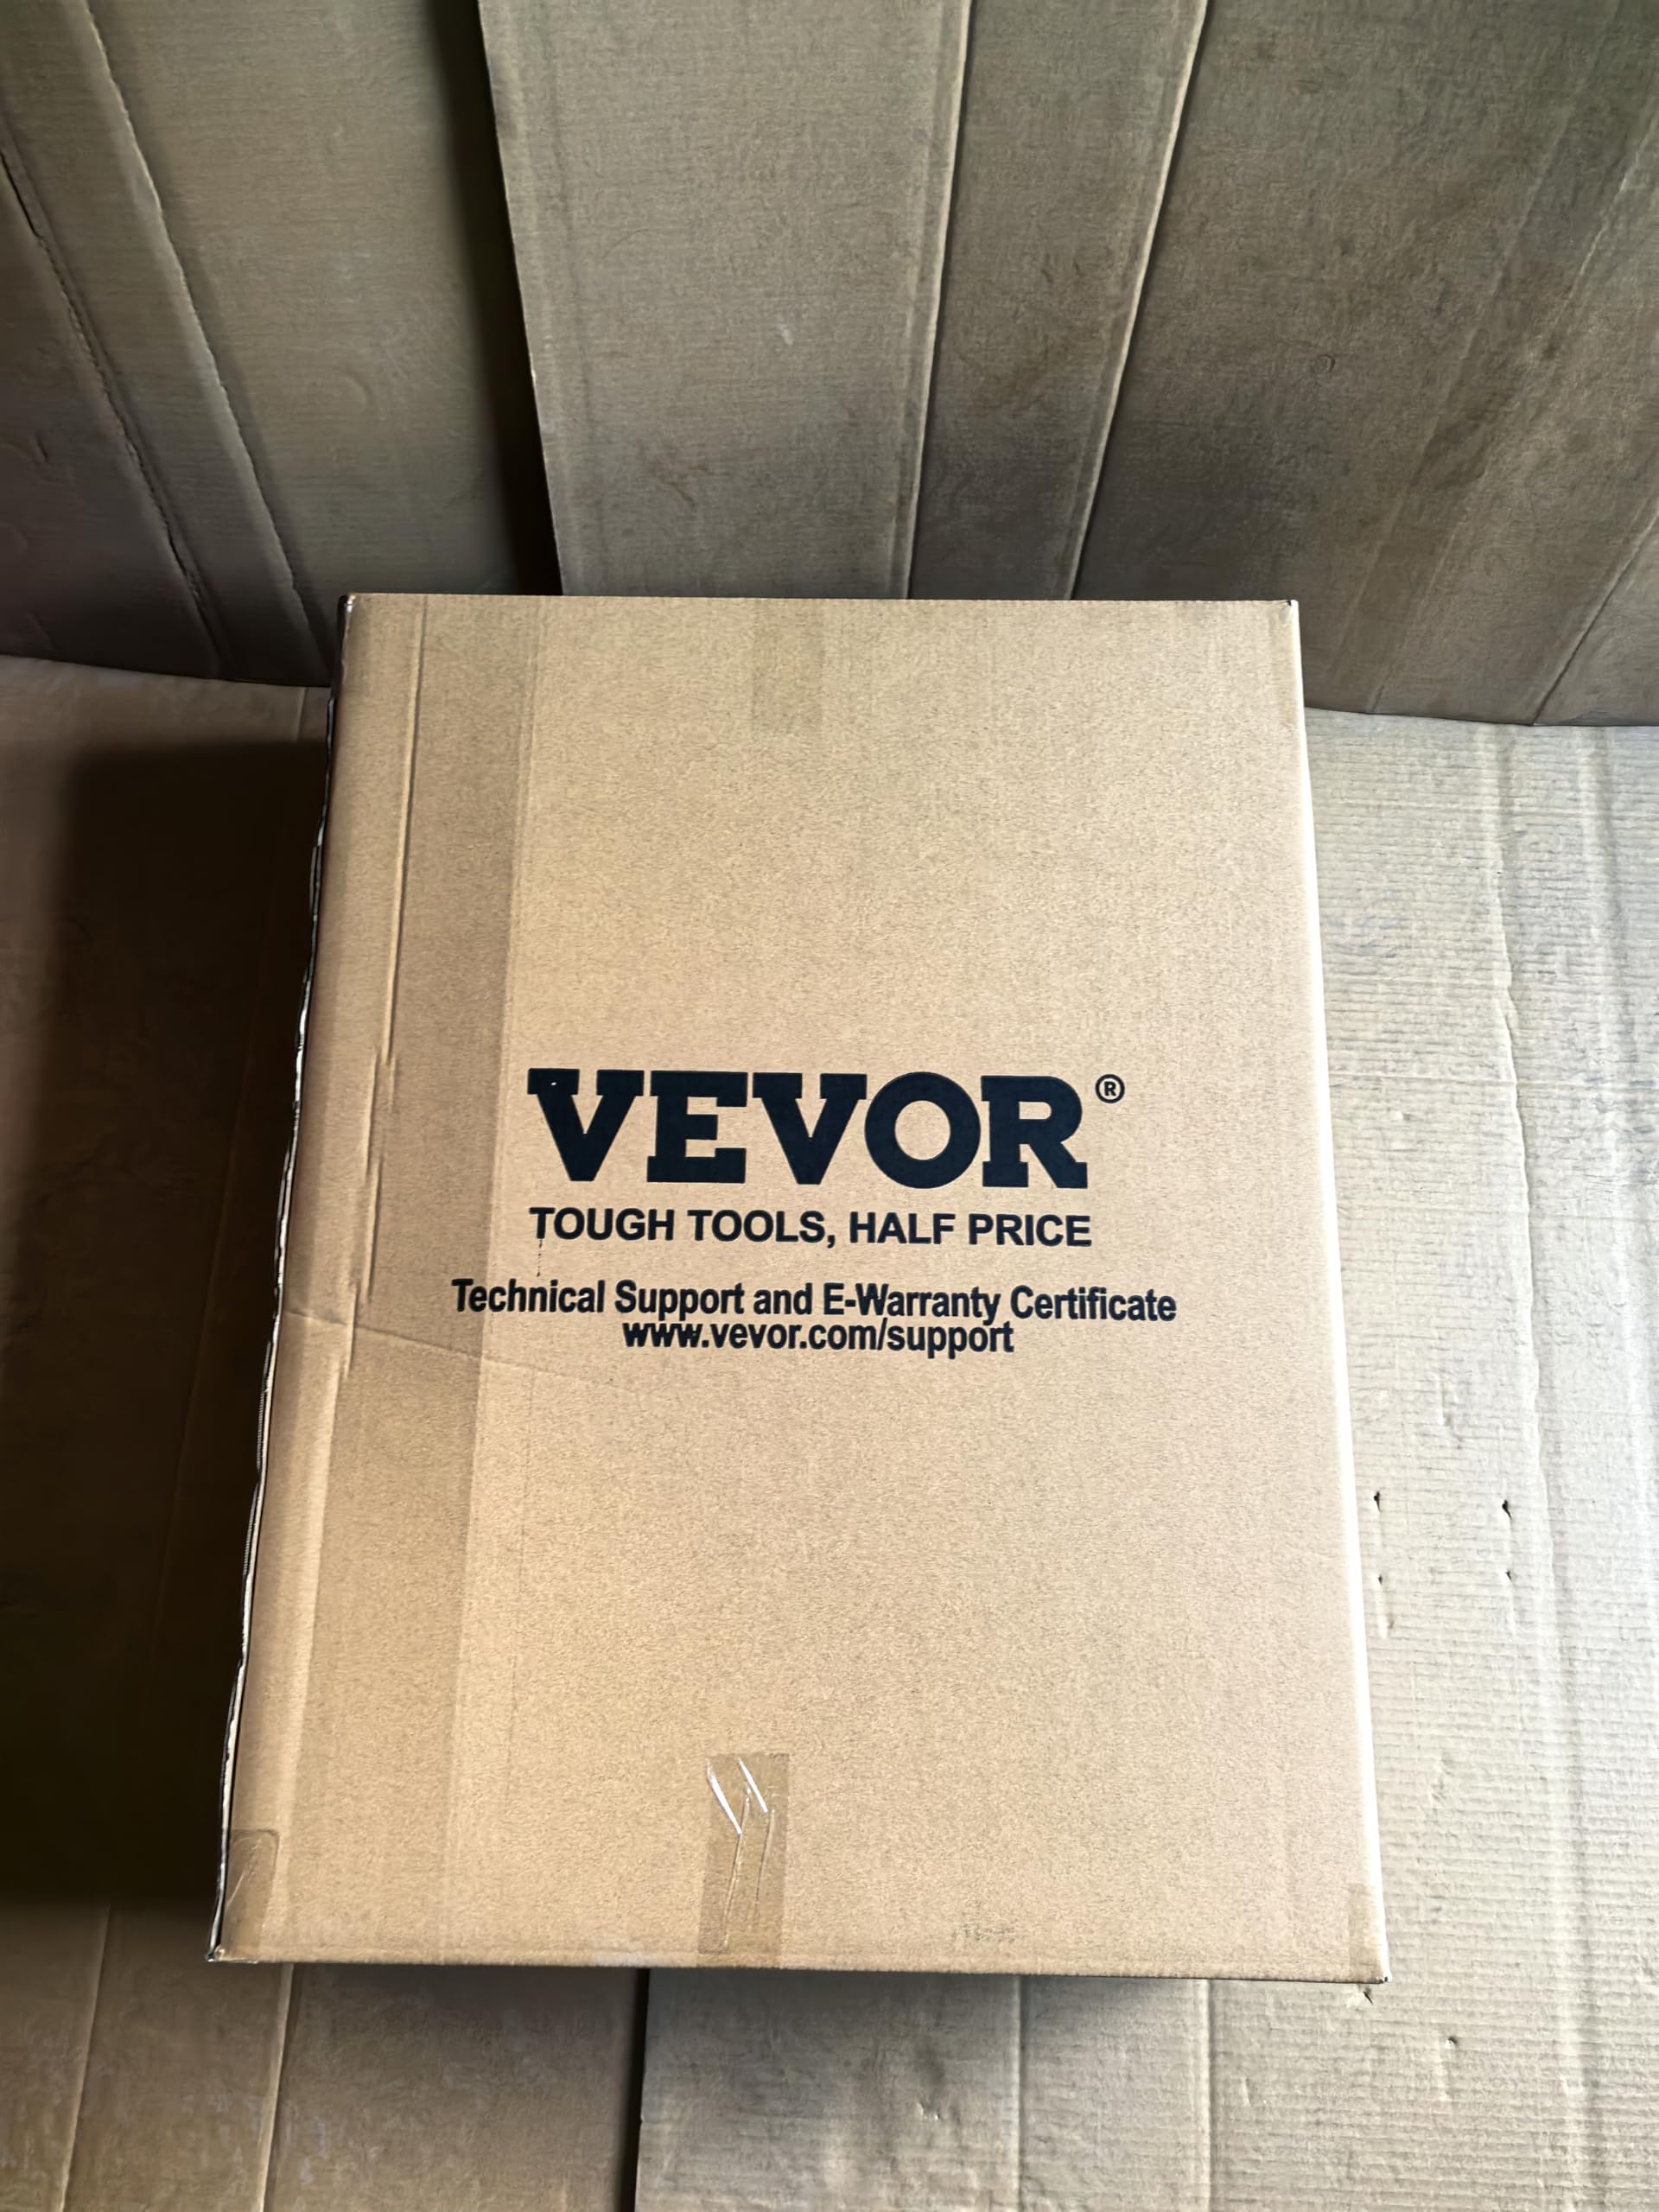 VEVOR®
TOUGH TOOLS, HALF PRICE
Technical Support and E-Warranty Certificate
www.vevor.com/support